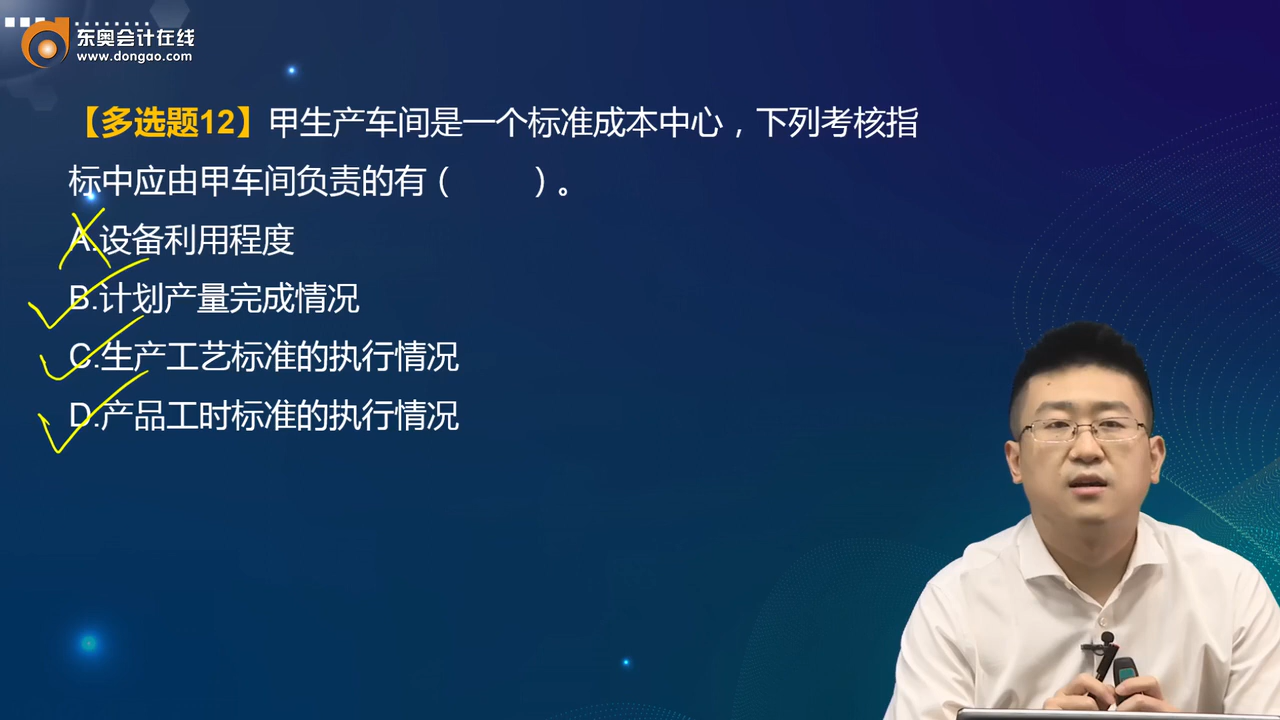 东奥会计在线
www.dongao.com
【多选题12】甲生产车间是一个标准成本中心，下列考核指
标中应由甲车间负责的有（　　）。
A.设备利用程度
B.计划产量完成情况
C.生产工艺标准的执行情况
D.产品工时标准的执行情况